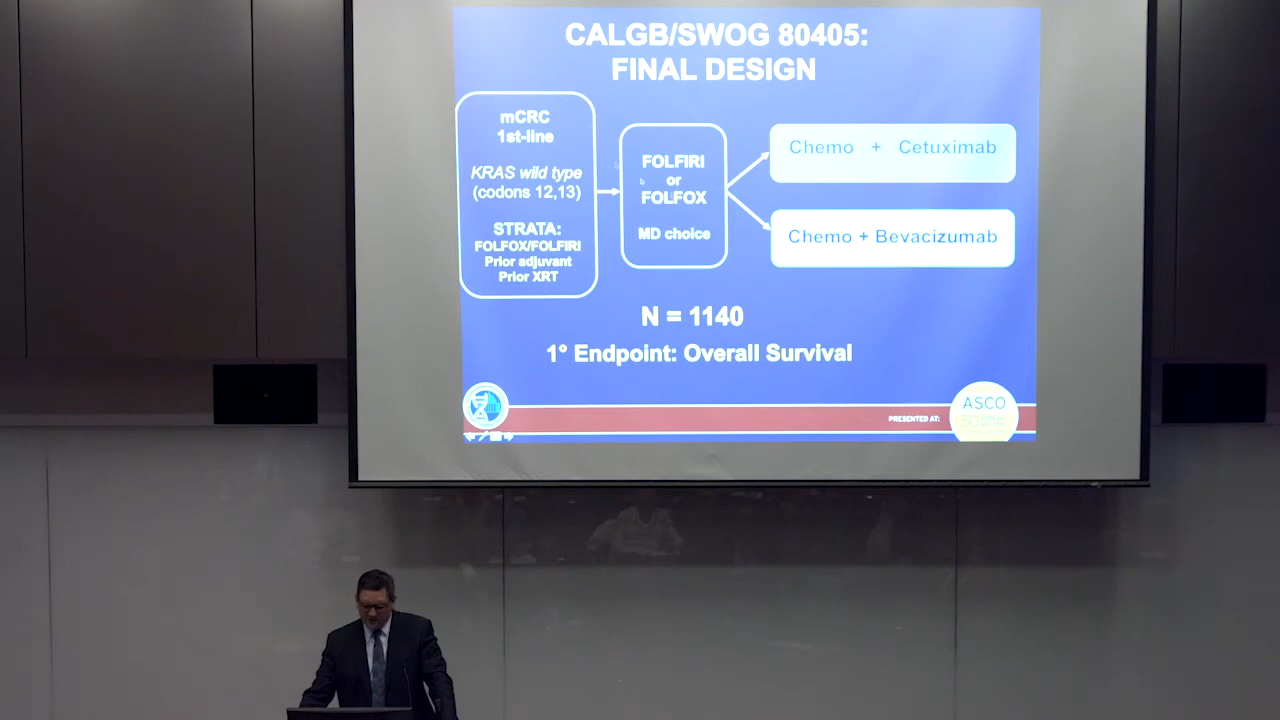 CALGB/SWOG 80405:
FINAL DESIGN
mCRC
1st-line
KRAS wild type
(codons 12,13)
STRATA:
FOLFOX/FOLFIRI
Prior adjuvant
Prior XRT
FOLFIRI
or
FOLFOX
MD choice
Chemo + Cetuximab
Chemo + Bevacizumab
N = 1140
1° Endpoint: Overall Survival
PRESENTED AT:
ASCO
50